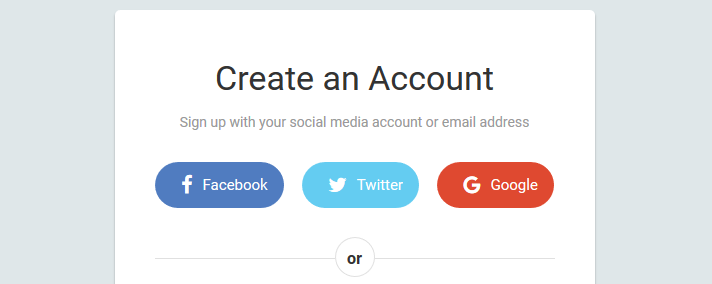 Create an Account
Sign up with your social media account or email address
Facebook Twitter Google
or